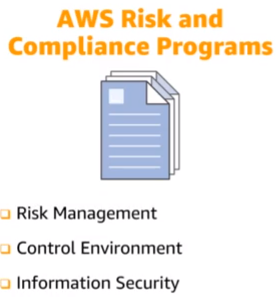 AWS Risk and
Compliance Programs
Risk Management
Control Environment
Information Security